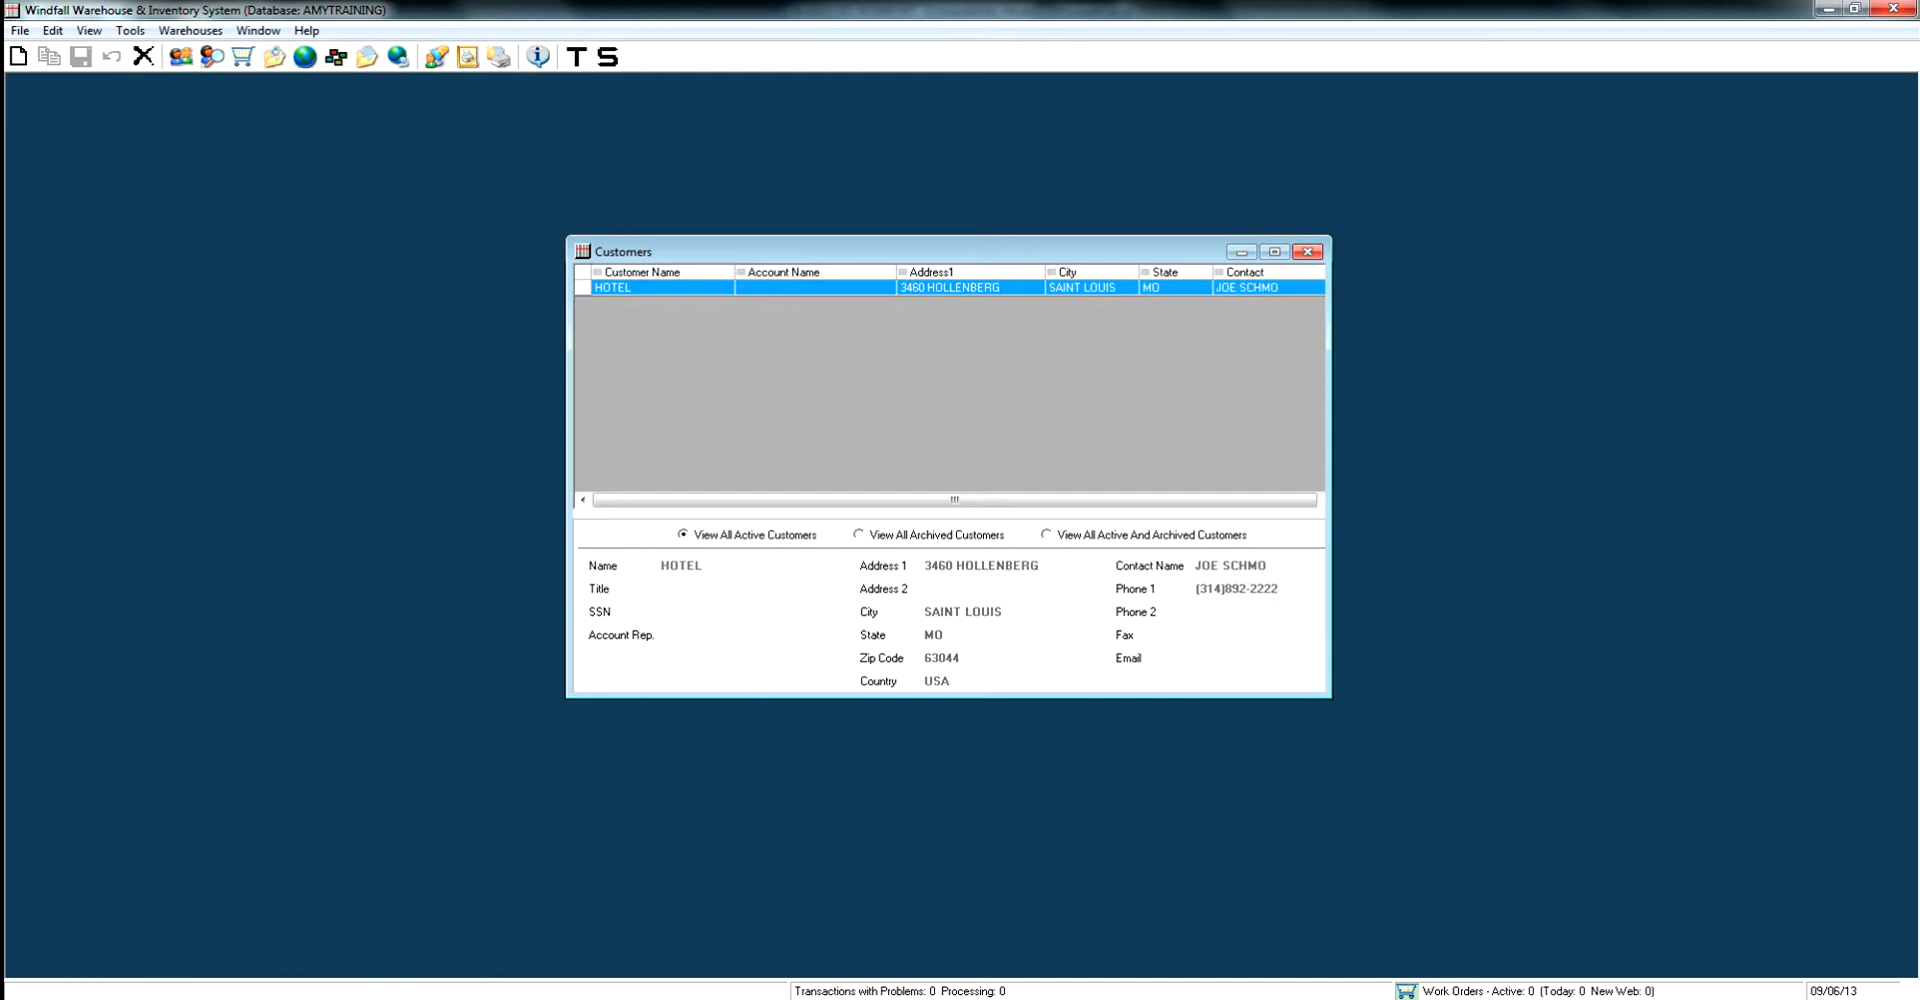 Windfall Warehouse & Inventory System (Database: AMYTRAINING)
File Edit View Tools Warehouses Window Help
T S
Customers
Customer Name Account Name Address1 City State Contact
HOTEL 3460 HOLLENBERG SAINT LOUIS MO JOE SCHMO
View All Active Customers View All Archived Customers View All Active And Archived Customers
Name HOTEL Address 1 3460 HOLLENBERG Contact Name JOE SCHMO
Title Address 2 Phone 1 (314)892-2222
SSN City SAINT LOUIS Phone 2
Account Rep. State MO Fax
Zip Code 63044 Email
Country USA
Transactions with Problems: 0 Processing: 0 Work Orders - Active: 0 (Today: 0 New Web: 0) 09/06/13